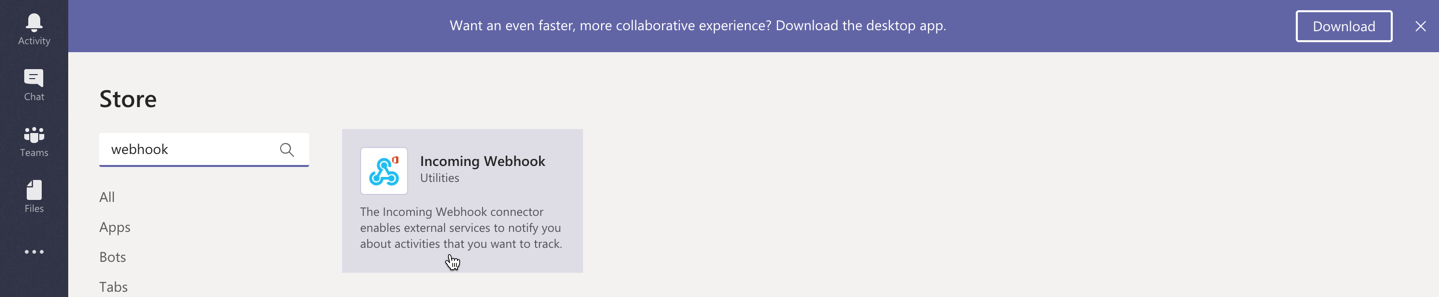 Activity
Chat
Teams
Files
Want an even faster, more collaborative experience? Download the desktop app.
Download
Store
webhook
All
Apps
Bots
Tabs
Incoming Webhook
Utilities
The Incoming Webhook connector
enables external services to notify you
about activities that you want to track.